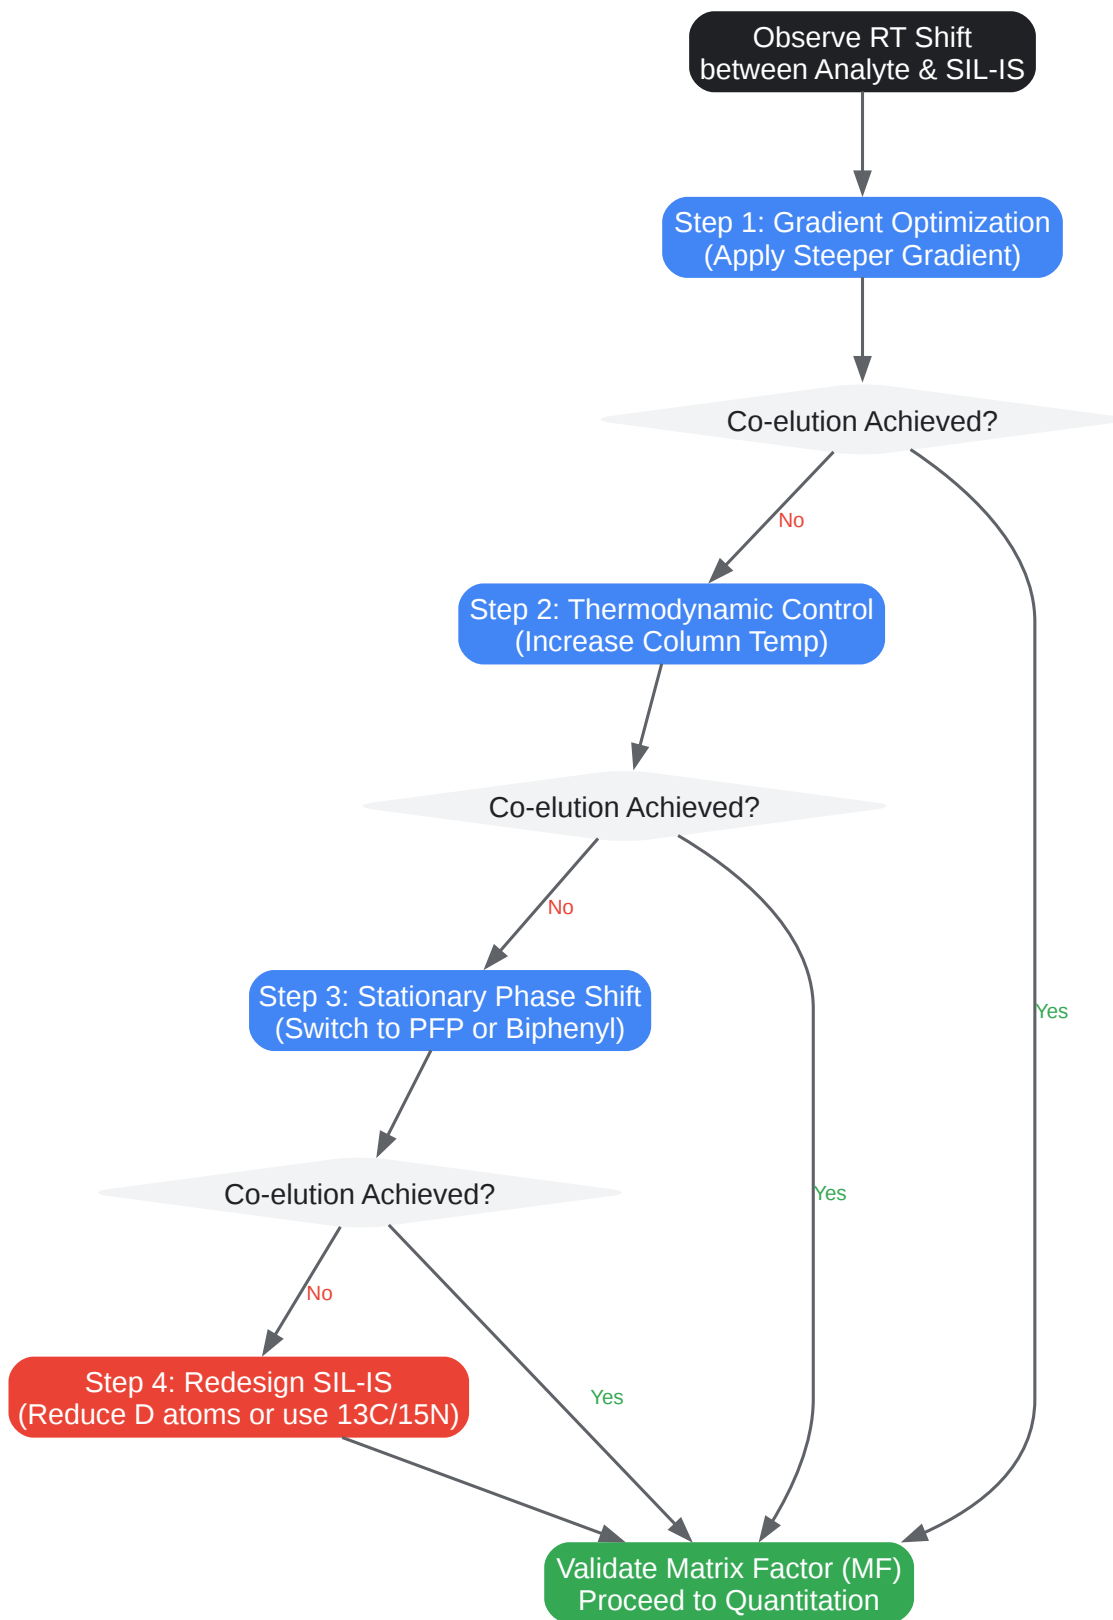 Observe RT Shift
between Analyte & SIL-IS
Step 1: Gradient Optimization
(Apply Steeper Gradient)
Co-elution Achieved?
No
Step 2: Thermodynamic Control
(Increase Column Temp)
Co-elution Achieved?
No
Step 3: Stationary Phase Shift
(Switch to PFP or Biphenyl)
Yes
Co-elution Achieved?
Yes
No
Step 4: Redesign SIL-IS
(Reduce D atoms or use 13C/15N)
Yes
Validate Matrix Factor (MF)
Proceed to Quantitation